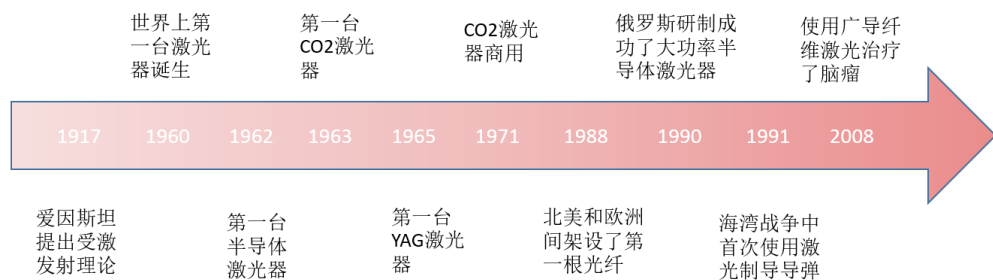 世界上第
一台激光
器诞生
第一台
CO2激光
器
CO2激光
器商用
俄罗斯研制成
功了大功率半
导体激光器
使用广导纤
维激光治疗
了脑瘤
1917 1960 1962 1963 1965 1971 1988 1990 1991 2008
爱因斯坦
提出受激
发射理论
第一台
半导体
激光器
第一台
YAG激光
器
北美和欧洲
间架设了第
一根光纤
海湾战争中
首次使用激
光制导导弹